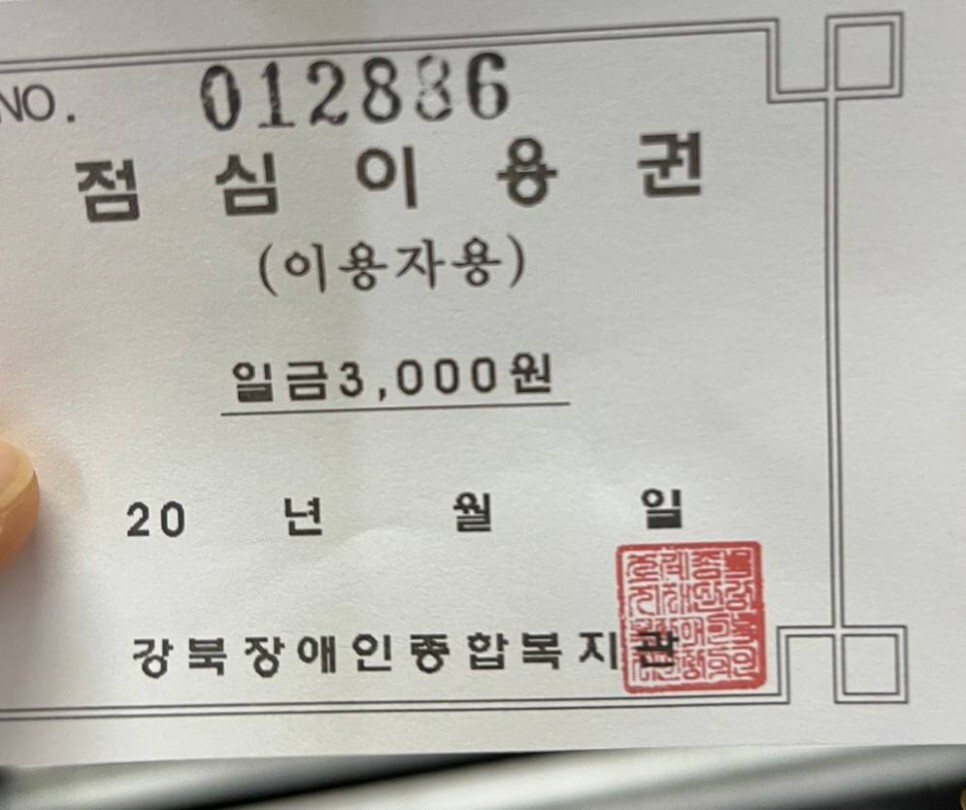 NO. 012886
점심이용권
(이용자용)
일금3,000원
20 년 월 일
강북장애인종합복지관